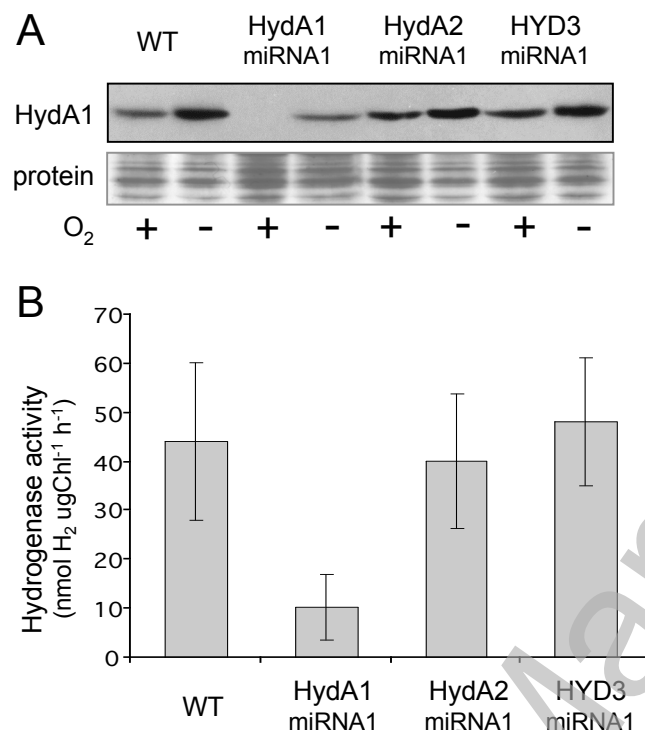 A
WT
HydA1
miRNA1
HydA2
miRNA1
HYD3
miRNA1
HydA1
protein
O2 + - + - + - + -
B
Hydrogenase activity
(nmol H2 ugChl-1 h-1)
70
60
50
40
30
20
10
0
WT
HydA1
miRNA1
HydA2
miRNA1
HYD3
miRNA1